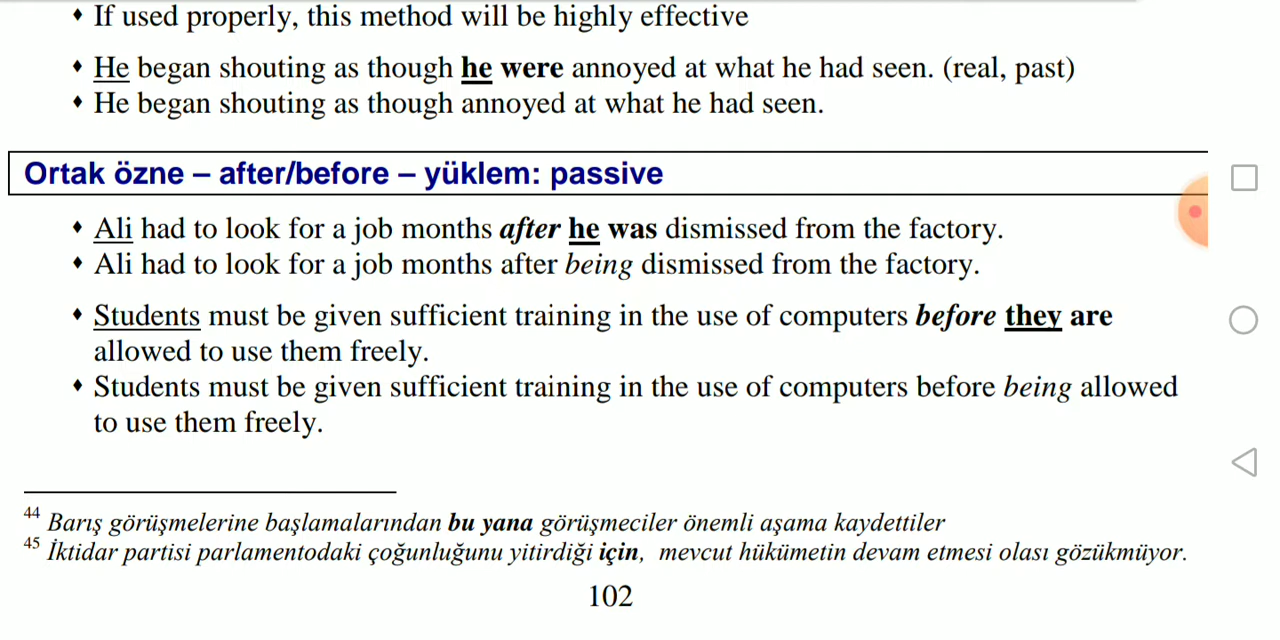 ♦ If used properly, this method will be highly effective
♦ He began shouting as though he were annoyed at what he had seen. (real, past)
♦ He began shouting as though annoyed at what he had seen.
Ortak özne – after/before – yüklem: passive
♦ Ali had to look for a job months after he was dismissed from the factory.
♦ Ali had to look for a job months after being dismissed from the factory.
♦ Students must be given sufficient training in the use of computers before they are
allowed to use them freely.
♦ Students must be given sufficient training in the use of computers before being allowed
to use them freely.
44 Barış görüşmelerine başlamalarından bu yana görüşmeciler önemli aşama kaydettiler
45 İktidar partisi parlamentodaki çoğunluğunu yitirdiği için, mevcut hükümetin devam etmesi olası gözükmüyor.
102